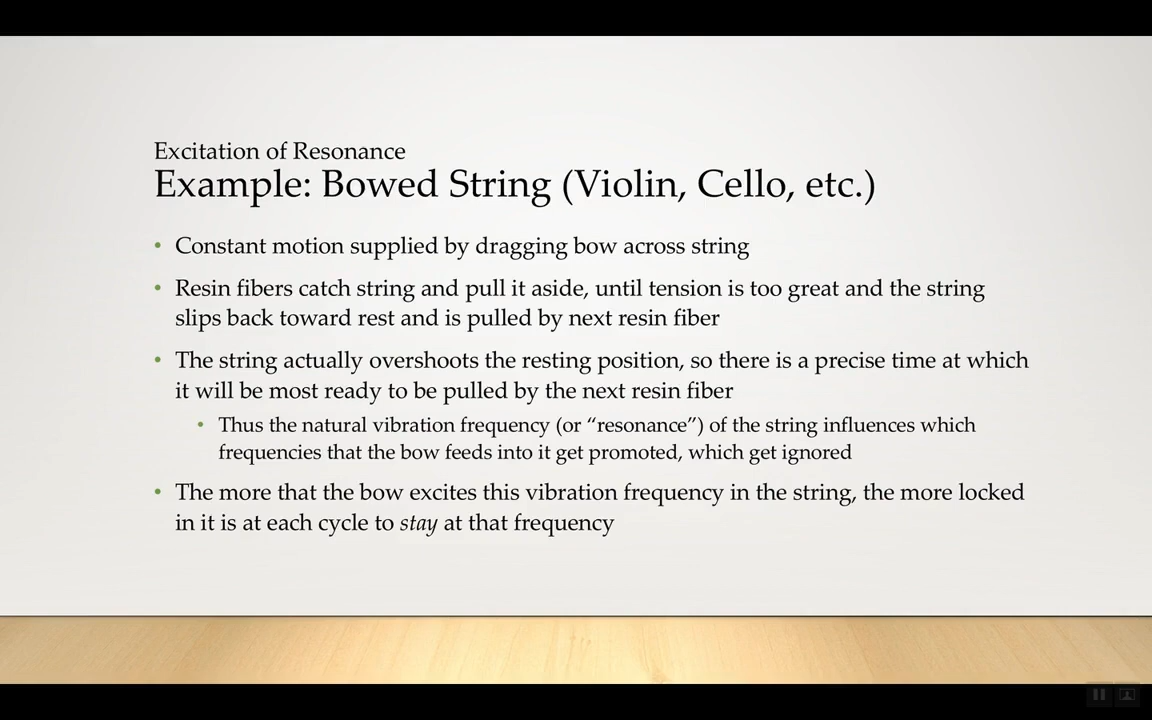 Excitation of Resonance
Example: Bowed String (Violin, Cello, etc.)
• Constant motion supplied by dragging bow across string
• Resin fibers catch string and pull it aside, until tension is too great and the string
slips back toward rest and is pulled by next resin fiber
• The string actually overshoots the resting position, so there is a precise time at which
it will be most ready to be pulled by the next resin fiber
• Thus the natural vibration frequency (or “resonance”) of the string influences which
frequencies that the bow feeds into it get promoted, which get ignored
• The more that the bow excites this vibration frequency in the string, the more locked
in it is at each cycle to stay at that frequency